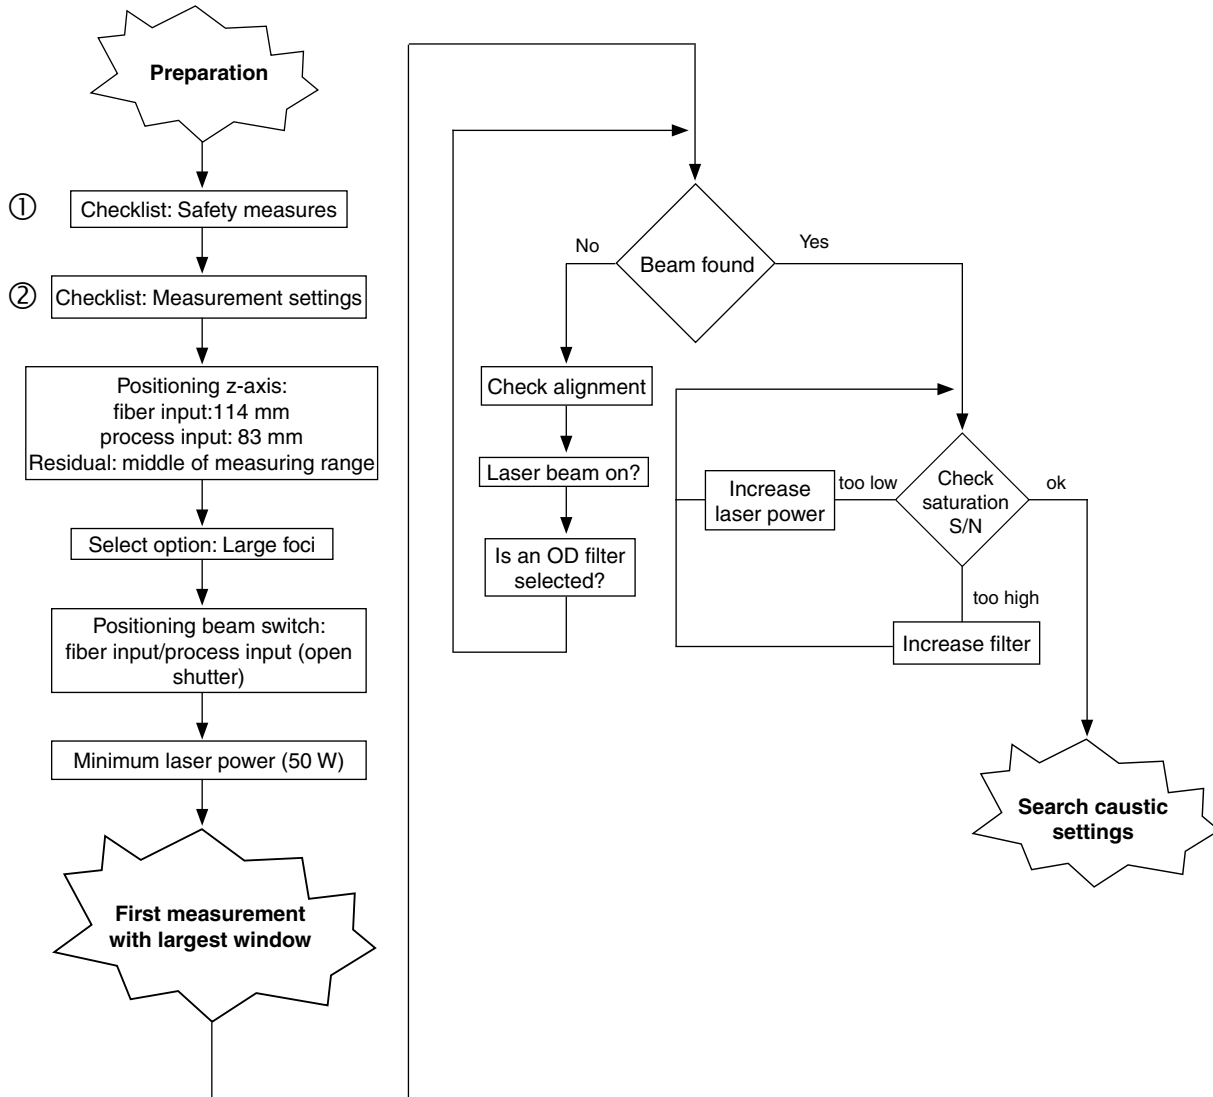 Preparation
①
Checklist: Safety measures
②
Checklist: Measurement settings
Positioning z-axis:
fiber input:114 mm
process input: 83 mm
Residual: middle of measuring range
Select option: Large foci
Positioning beam switch:
fiber input/process input (open
shutter)
Minimum laser power (50 W)
First measurement
with largest window
No
Yes
Beam found
Check alignment
Laser beam on?
Is an OD filter
selected?
Increase
laser power
too low
Check
saturation
S/N
ok
too high
Increase filter
Search caustic
settings